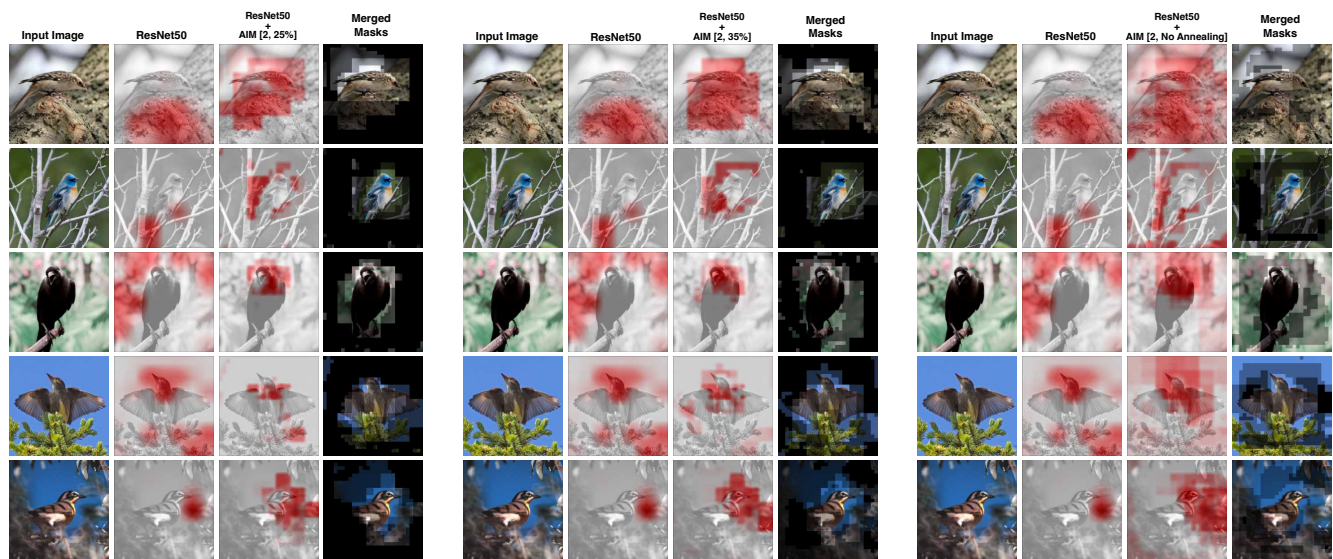 Input Image
ResNet50
ResNet50
+
AIM [2, 25%]
Merged
Masks
Input Image
ResNet50
ResNet50
+
AIM [2, 35%]
Merged
Masks
Input Image
ResNet50
ResNet50
+
AIM [2, No Annealing]
Merged
Masks